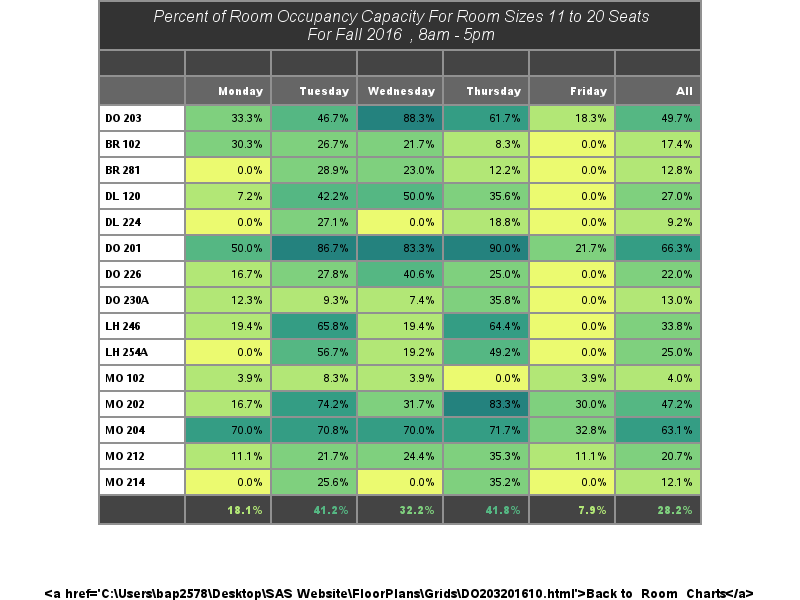 Percent of Room Occupancy Capacity For Room Sizes 11 to 20 Seats
For Fall 2016 , 8am - 5pm
Monday Tuesday Wednesday Thursday Friday All
DO 203 33.3% 46.7% 88.3% 61.7% 18.3% 49.7%
BR 102 30.3% 26.7% 21.7% 8.3% 0.0% 17.4%
BR 281 0.0% 28.9% 23.0% 12.2% 0.0% 12.8%
DL 120 7.2% 42.2% 50.0% 35.6% 0.0% 27.0%
DL 224 0.0% 27.1% 0.0% 18.8% 0.0% 9.2%
DO 201 50.0% 86.7% 83.3% 90.0% 21.7% 66.3%
DO 226 16.7% 27.8% 40.6% 25.0% 0.0% 22.0%
DO 230A 12.3% 9.3% 7.4% 35.8% 0.0% 13.0%
LH 246 19.4% 65.8% 19.4% 64.4% 0.0% 33.8%
LH 254A 0.0% 56.7% 19.2% 49.2% 0.0% 25.0%
MO 102 3.9% 8.3% 3.9% 0.0% 3.9% 4.0%
MO 202 16.7% 74.2% 31.7% 83.3% 30.0% 47.2%
MO 204 70.0% 70.8% 70.0% 71.7% 32.8% 63.1%
MO 212 11.1% 21.7% 24.4% 35.3% 11.1% 20.7%
MO 214 0.0% 25.6% 0.0% 35.2% 0.0% 12.1%
18.1% 41.2% 32.2% 41.8% 7.9% 28.2%
<a href='C:\Users\bap2578\Desktop\SAS Website\FloorPlans\Grids\DO203201610.html'>Back to Room Charts</a>